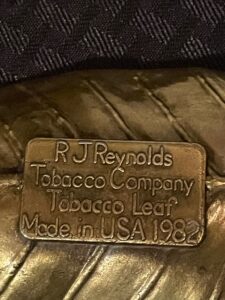 R J Reynolds
Tobacco Company
Tobacco Leaf
Made in USA 1982